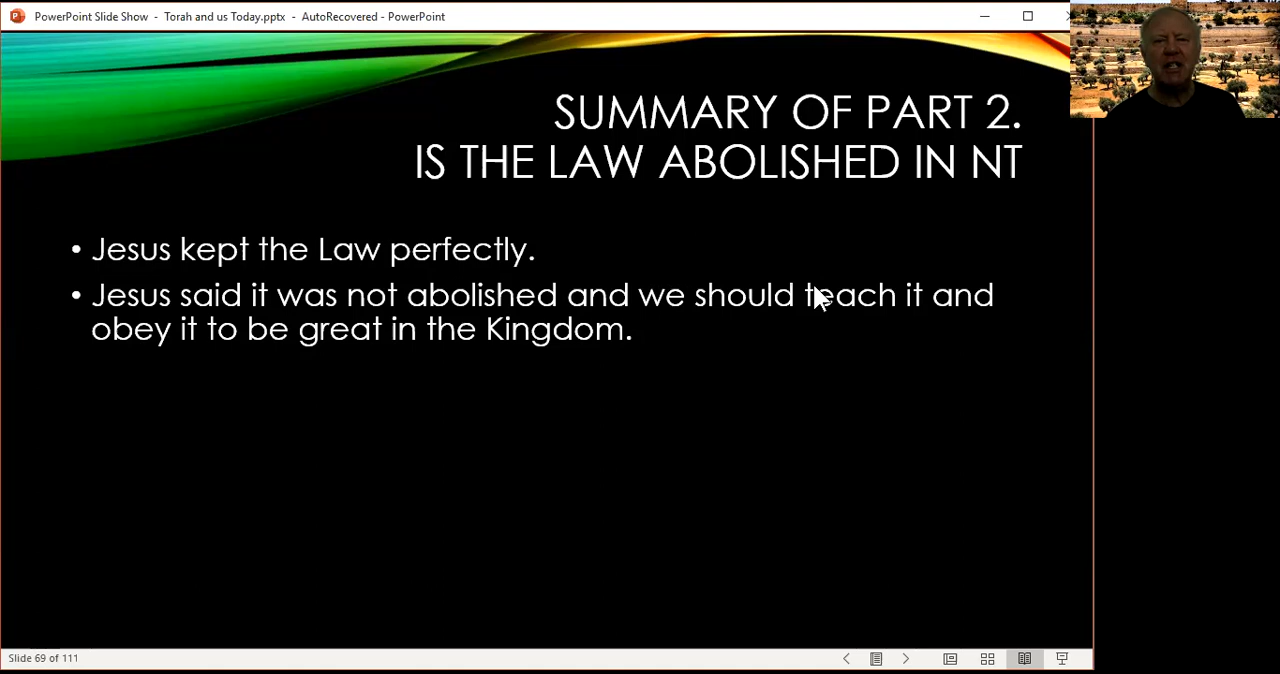 PowerPoint Slide Show - Torah and us Today.pptx - AutoRecovered - PowerPoint
SUMMARY OF PART 2.
IS THE LAW ABOLISHED IN NT
• Jesus kept the Law perfectly.
• Jesus said it was not abolished and we should teach it and
obey it to be great in the Kingdom.
Slide 69 of 111